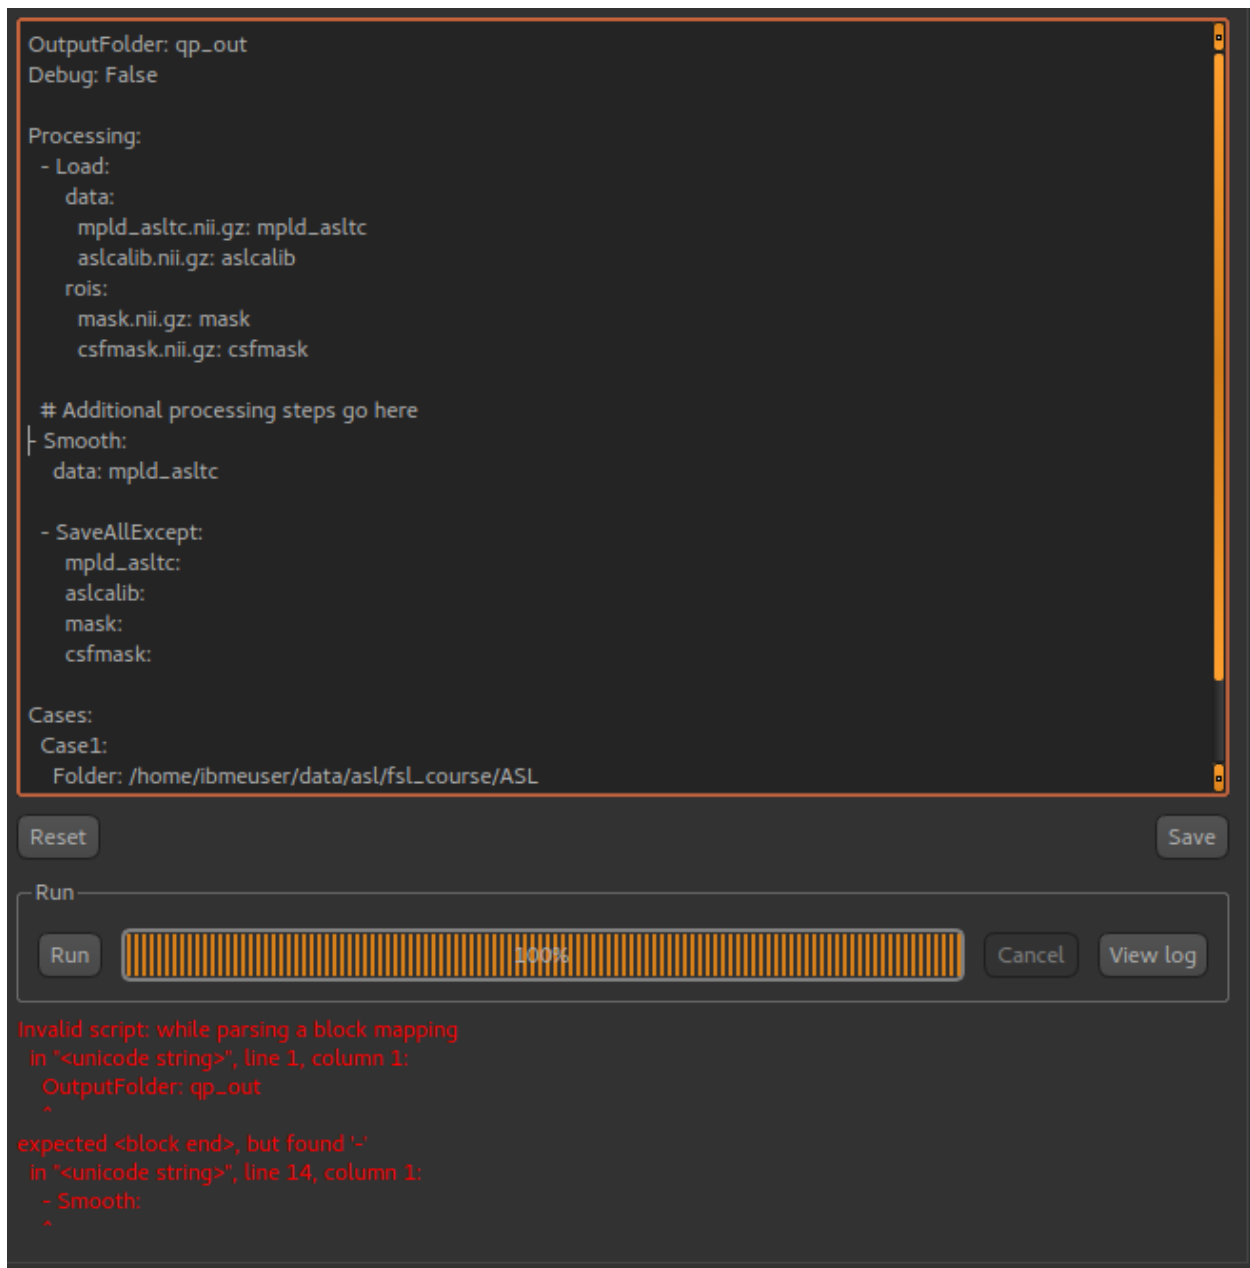 OutputFolder: qp_out
Debug: False
Processing:
- Load:
data:
mpld_asltc.nii.gz: mpld_asltc
aslcalib.nii.gz: aslcalib
rois:
mask.nii.gz: mask
csfmask.nii.gz: csfmask
# Additional processing steps go here
- Smooth:
data: mpld_asltc
- SaveAllExcept:
mpld_asltc:
aslcalib:
mask:
csfmask:
Cases:
Case1:
Folder: /home/ibmeuser/data/asl/fsl_course/ASL
Reset Save
Run
Run 100% Cancel View log
Invalid script: while parsing a block mapping
in "<unicode string>", line 1, column 1:
OutputFolder: qp_out
^
expected <block end>, but found '-'
in "<unicode string>", line 14, column 1:
- Smooth:
^